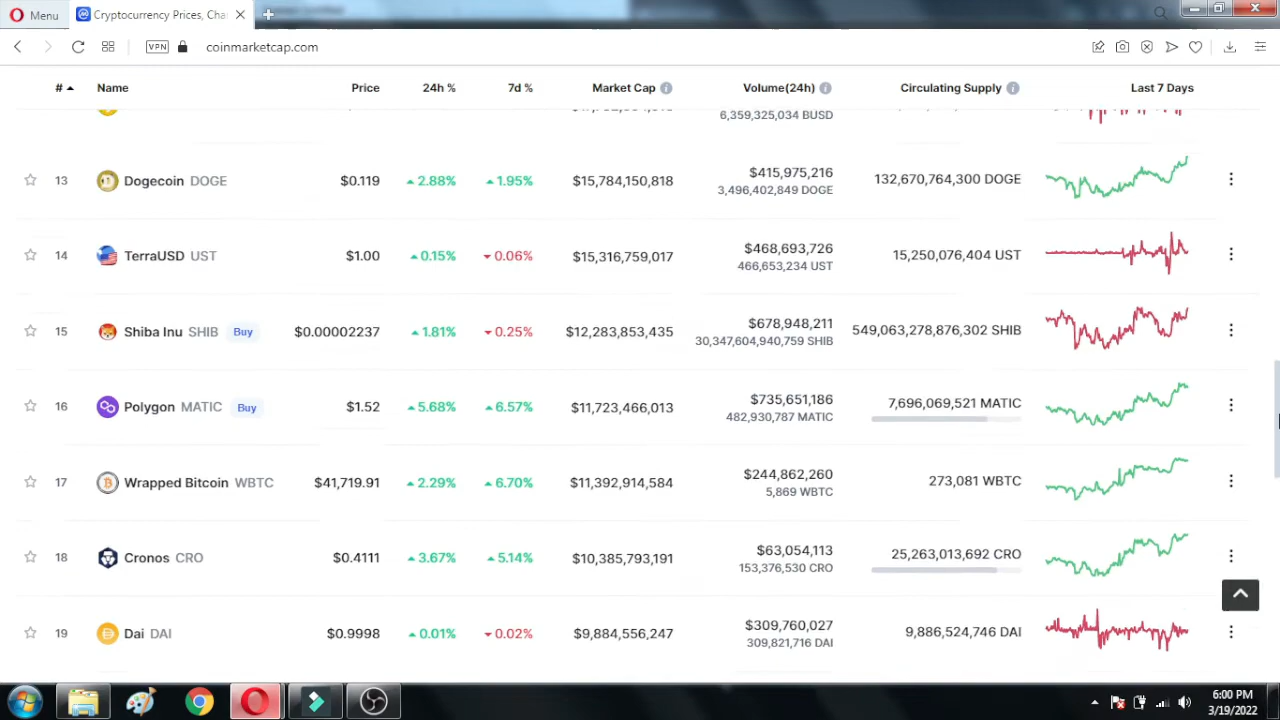 Menu
Cryptocurrency Prices, Cha
VPN
coinmarketcap.com
# Name Price 24h % 7d % Market Cap Volume(24h) Circulating Supply Last 7 Days
6,359,325,034 BUSD
13 Dogecoin DOGE $0.119 2.88% 1.95% $15,784,150,818 $415,975,216 132,670,764,300 DOGE
3,496,402,849 DOGE
14 TerraUSD UST $1.00 0.15% 0.06% $15,316,759,017 $468,693,726 15,250,076,404 UST
466,653,234 UST
15 Shiba Inu SHIB Buy $0.00002237 1.81% 0.25% $12,283,853,435 $678,948,211 549,063,278,876,302 SHIB
30,347,604,940,759 SHIB
16 Polygon MATIC Buy $1.52 5.68% 6.57% $11,723,466,013 $735,651,186 7,696,069,521 MATIC
482,930,787 MATIC
17 Wrapped Bitcoin WBTC $41,719.91 2.29% 6.70% $11,392,914,584 $244,862,260 273,081 WBTC
5,869 WBTC
18 Cronos CRO $0.4111 3.67% 5.14% $10,385,793,191 $63,054,113 25,263,013,692 CRO
153,376,530 CRO
19 Dai DAI $0.9998 0.01% 0.02% $9,884,556,247 $309,760,027 9,886,524,746 DAI
309,821,716 DAI
6:00 PM
3/19/2022